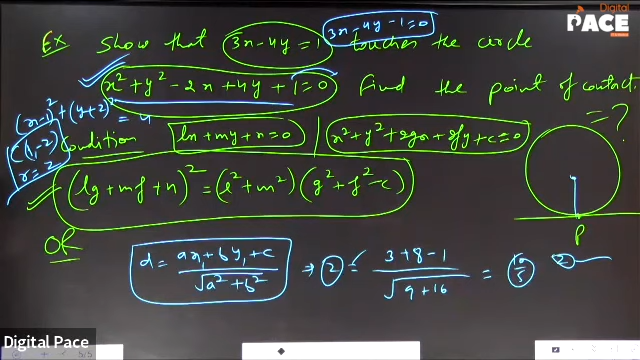 Digital
PACE
Ex Show that 3x-4y=1 touches the circle
3x-4y-1=0
x²+y²-2x+4y+1=0 Find the point of contact.
=?
(x-1)²+(y+2)²=4
C(1,-2)
r=2
Condition lx+my+n=0 | x²+y²+2gx+2fy+c=0
(lg+mf+n)² = (l²+m²)(g²+f²-c)
P
OR
d = ax₁+by₁+c / √a²+b² → 2 = 3+8-1 / √9+16 = 10/5 2
Digital Pace